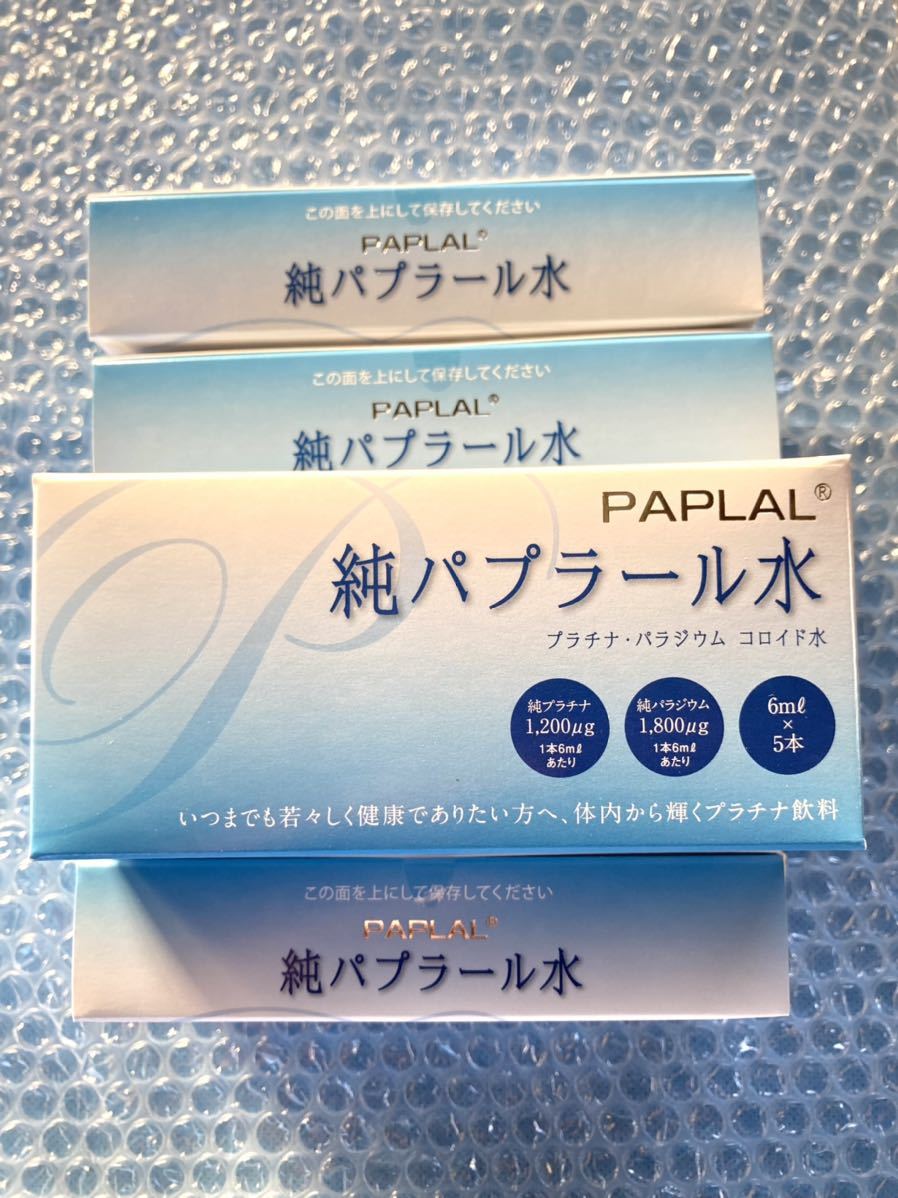 この面を上にして保存してください
PAPLAL®
純パプラール水
この面を上にして保存してください
PAPLAL®
純パプラール水
PAPLAL®
純パプラール水
プラチナ・パラジウム コロイド水
純プラチナ
1,200μg
1本6mℓ
あたり
純パラジウム
1,800μg
1本6mℓ
あたり
6mℓ
×
5本
いつまでも若々しく健康でありたい方へ、体内から輝くプラチナ飲料
この面を上にして保存してください
PAPLAL®
純パプラール水